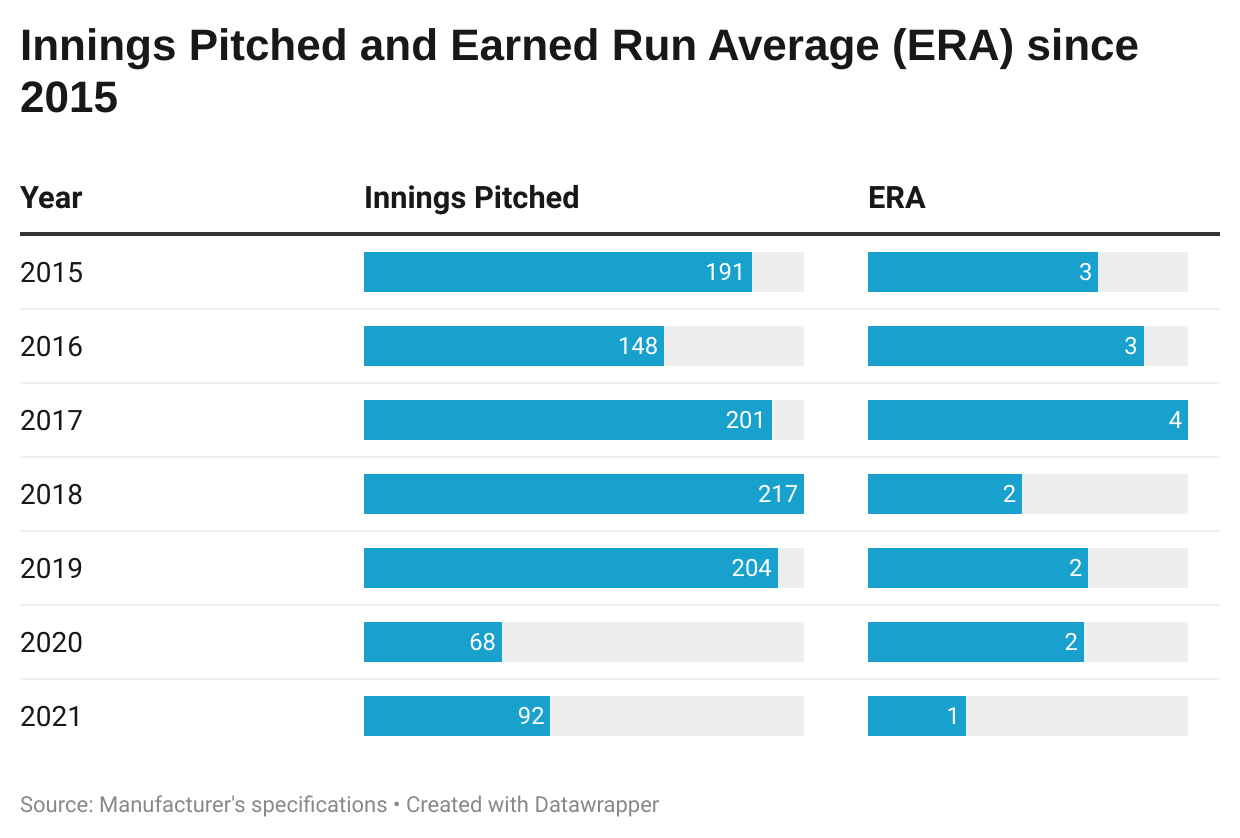 Innings Pitched and Earned Run Average (ERA) since
2015
Year Innings Pitched ERA
2015 191 3
2016 148 3
2017 201 4
2018 217 2
2019 204 2
2020 68 2
2021 92 1
Source: Manufacturer's specifications • Created with Datawrapper